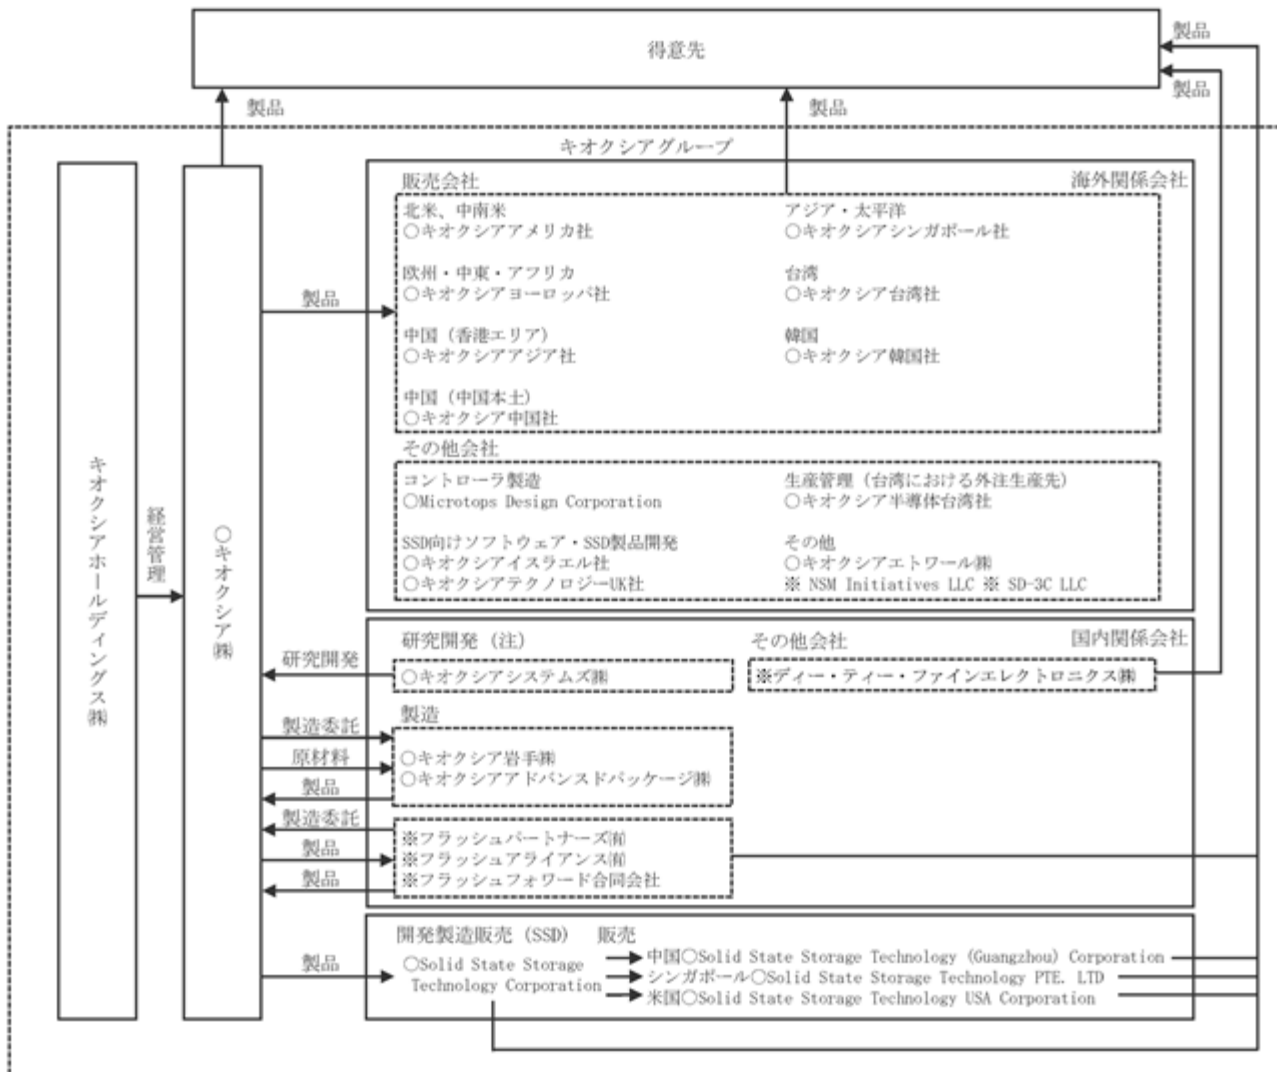 得意先
製品
製品
製品
製品
キオクシアグループ
販売会社
海外関係会社
北米、中南米
○キオクシアアメリカ社
アジア・太平洋
○キオクシアシンガポール社
欧州・中東・アフリカ
○キオクシアヨーロッパ社
台湾
○キオクシア台湾社
中国（香港エリア）
○キオクシアアジア社
韓国
○キオクシア韓国社
中国（中国本土）
○キオクシア中国社
製品
その他会社
コントローラ製造
○Microtops Design Corporation
生産管理（台湾における外注生産先）
○キオクシア半導体台湾社
SSD向けソフトウェア・SSD製品開発
○キオクシアイスラエル社
○キオクシアテクノロジーUK社
その他
○キオクシアエトワール㈱
※ NSM Initiatives LLC ※ SD-3C LLC
キオクシアホールディングス㈱
経営管理
○キオクシア㈱
研究開発（注）
その他会社
国内関係会社
研究開発
○キオクシアシステムズ㈱
※ディー・ティー・ファインエレクトロニクス㈱
製造
製造委託
原材料
製品
○キオクシア岩手㈱
○キオクシアアドバンスドパッケージ㈱
製造委託
製品
製品
※フラッシュパートナーズ㈲
※フラッシュアライアンス㈲
※フラッシュフォワード合同会社
開発製造販売（SSD）
販売
製品
○Solid State Storage
Technology Corporation
中国○Solid State Storage Technology (Guangzhou) Corporation
シンガポール○Solid State Storage Technology PTE. LTD
米国○Solid State Storage Technology USA Corporation